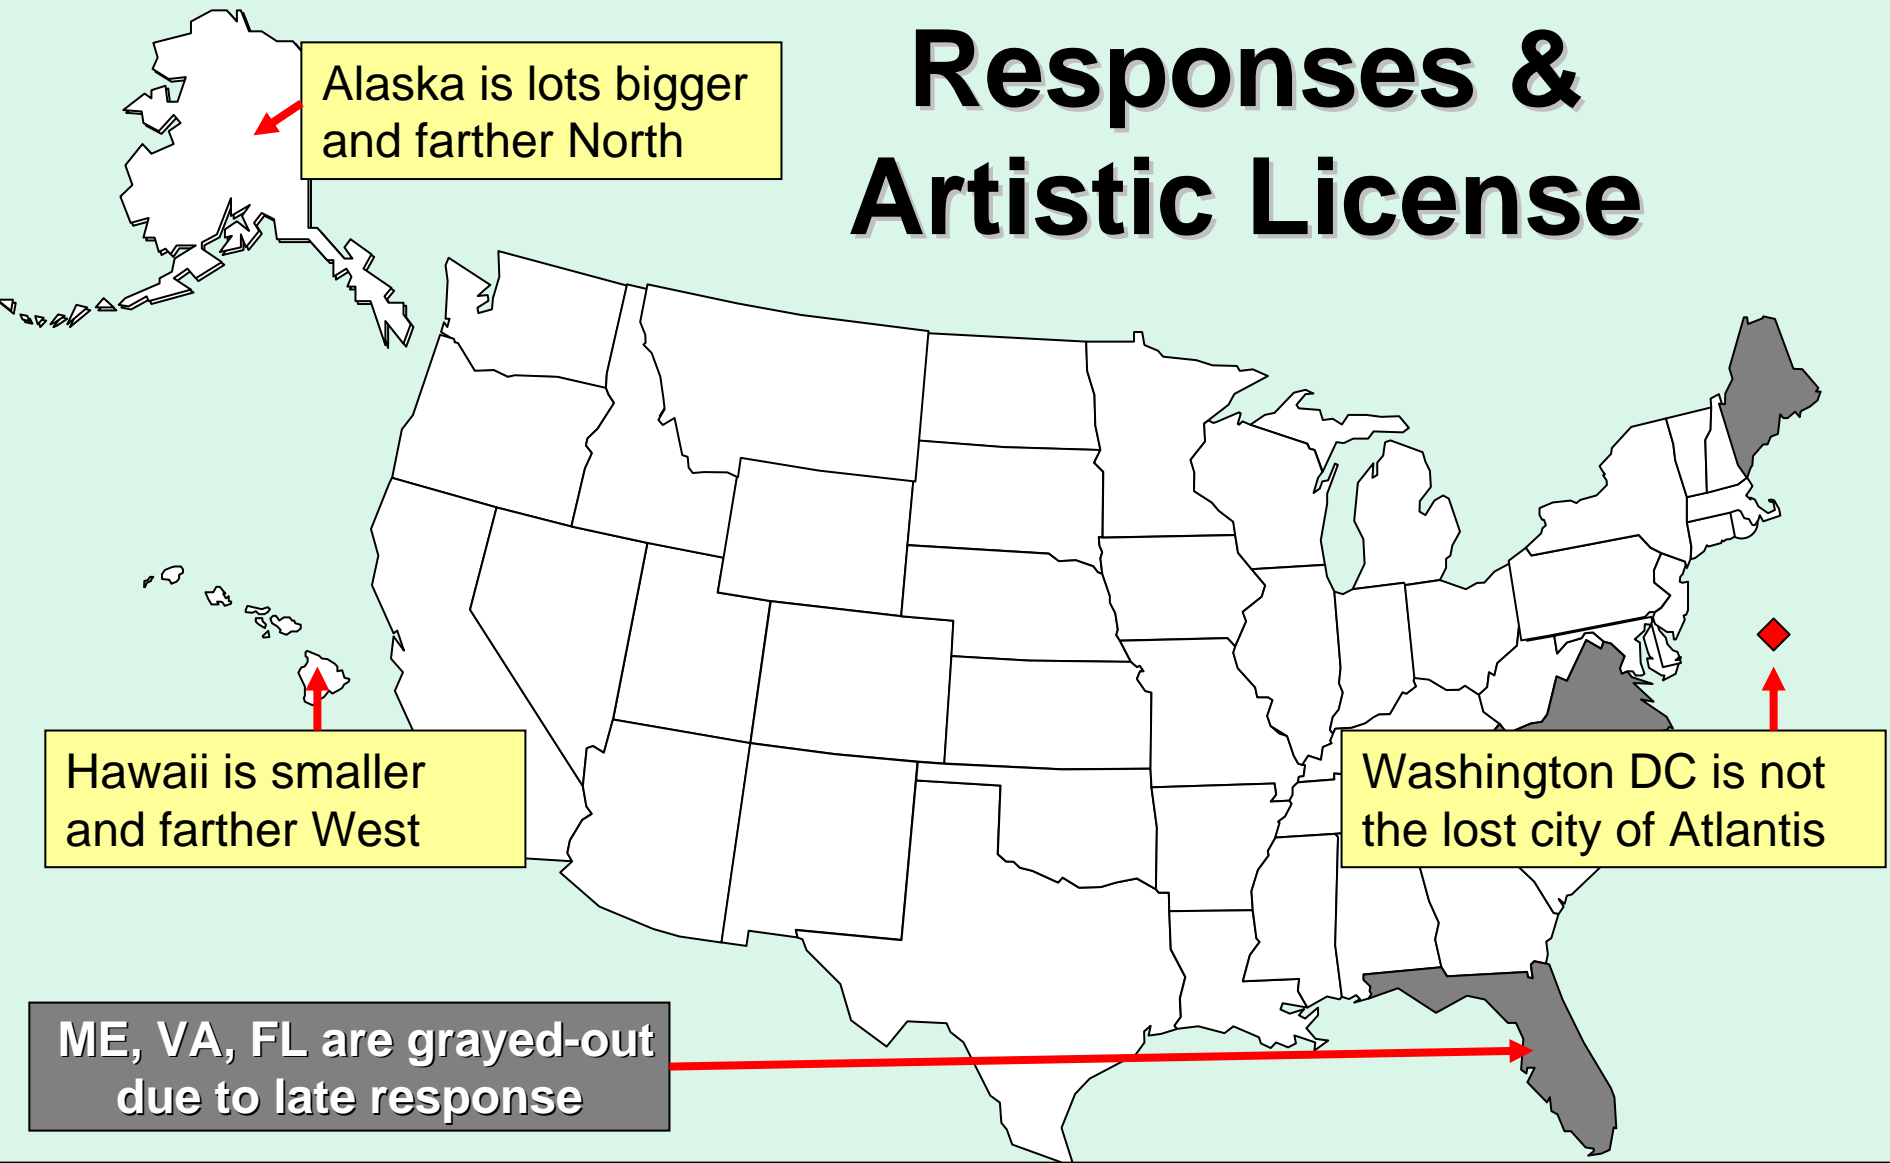 Responses &
Artistic License
Alaska is lots bigger
and farther North
Hawaii is smaller
and farther West
Washington DC is not
the lost city of Atlantis
ME, VA, FL are grayed-out
due to late response